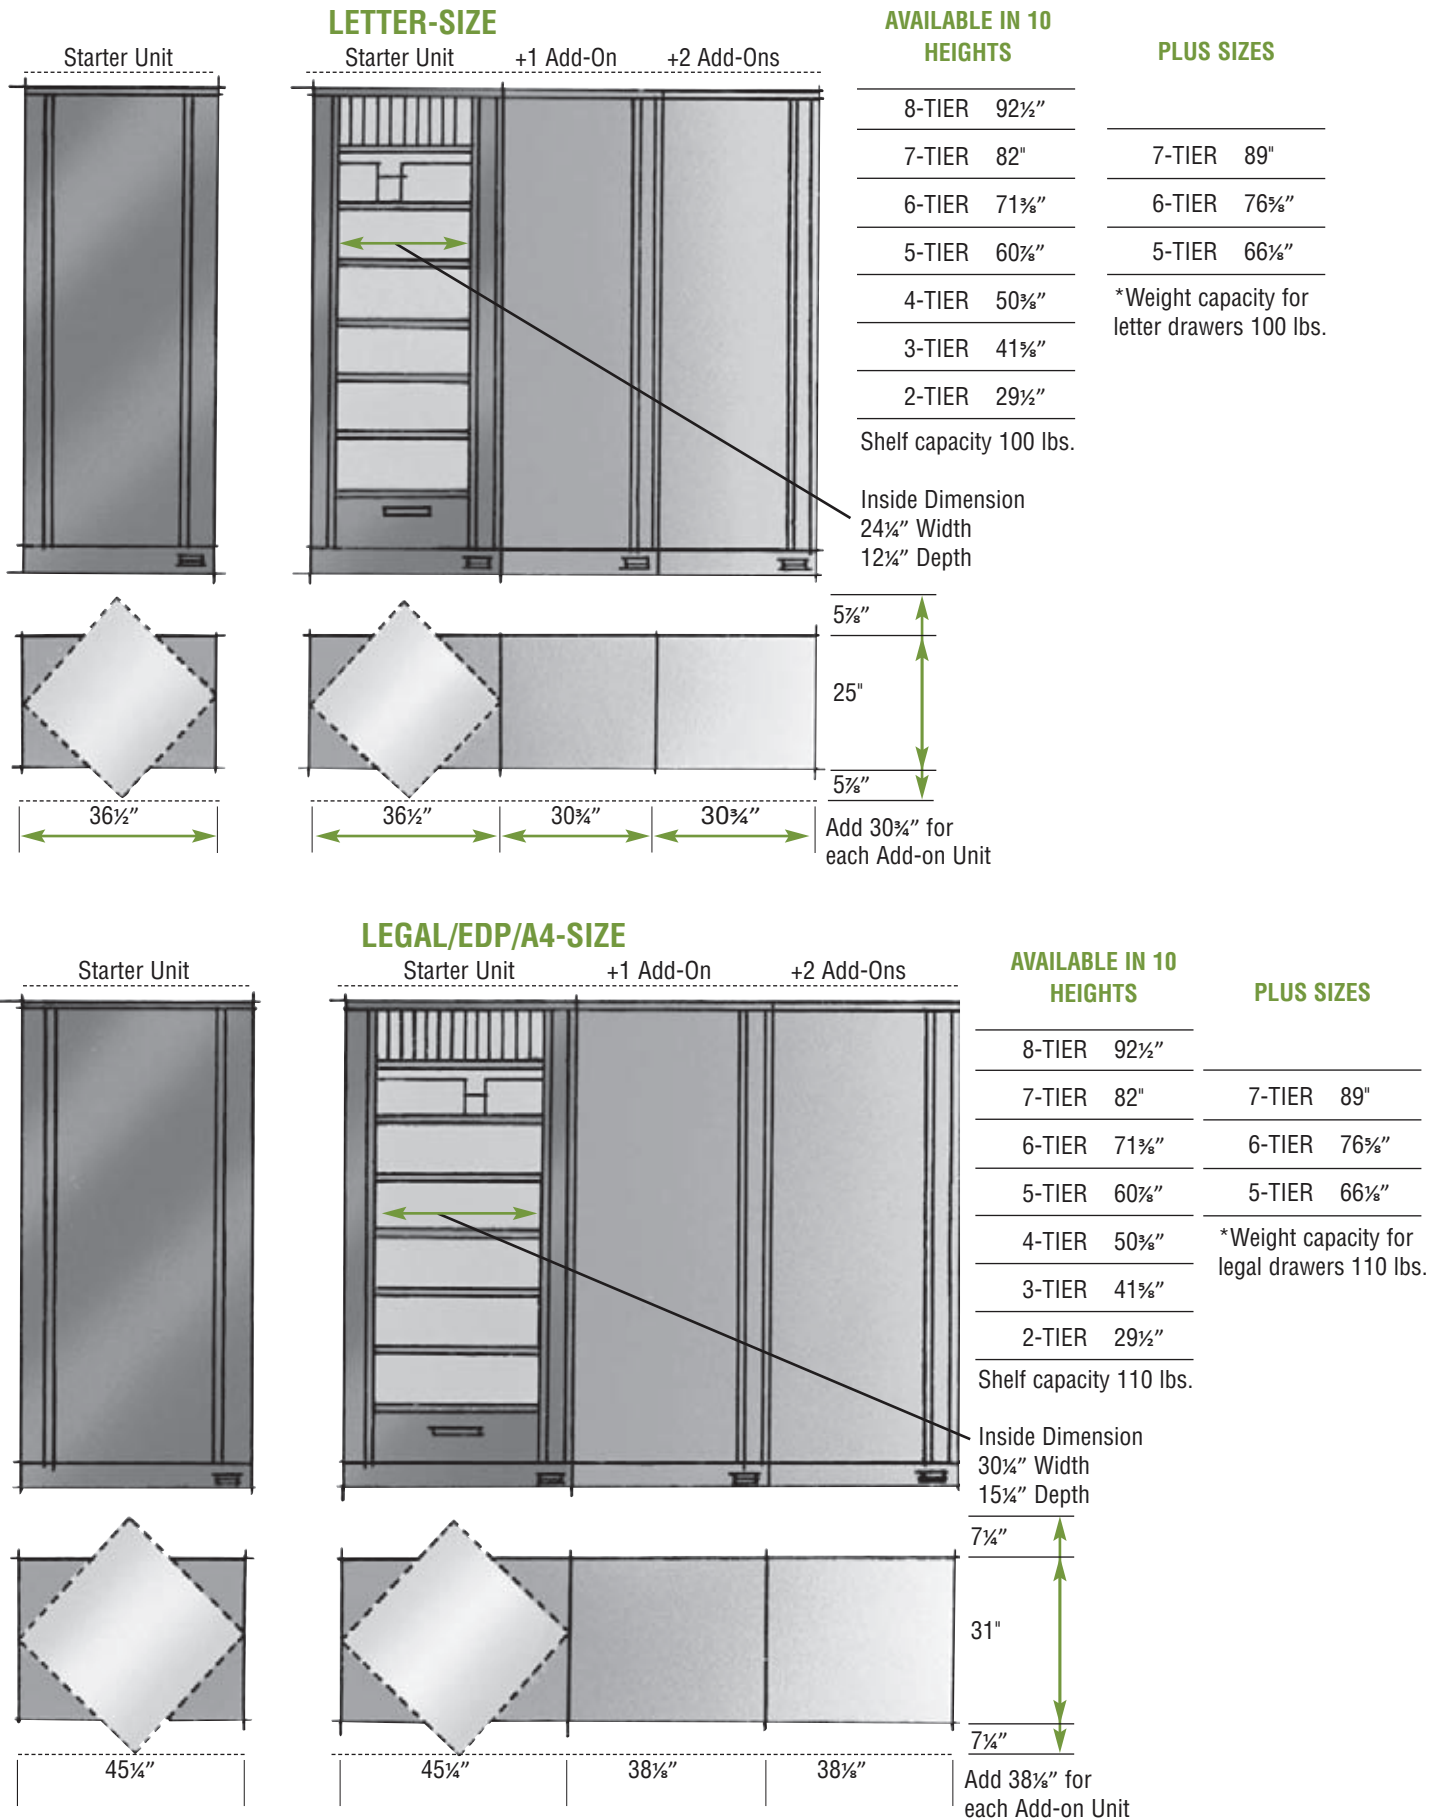 LETTER-SIZE
Starter Unit
Starter Unit +1 Add-On +2 Add-Ons
AVAILABLE IN 10
HEIGHTS
8-TIER 92½"
7-TIER 82"
6-TIER 71⅜"
5-TIER 60⅞"
4-TIER 50⅜"
3-TIER 41⅝"
2-TIER 29½"
Shelf capacity 100 lbs.
PLUS SIZES
7-TIER 89"
6-TIER 76⅝"
5-TIER 66⅛"
*Weight capacity for
letter drawers 100 lbs.
Inside Dimension
24¼" Width
12¼" Depth
5⅞"
25"
5⅞"
36½"
36½" 30¾" 30¾"
Add 30¾" for
each Add-on Unit
LEGAL/EDP/A4-SIZE
Starter Unit
Starter Unit +1 Add-On +2 Add-Ons
AVAILABLE IN 10
HEIGHTS
8-TIER 92½"
7-TIER 82"
6-TIER 71⅜"
5-TIER 60⅞"
4-TIER 50⅜"
3-TIER 41⅝"
2-TIER 29½"
Shelf capacity 110 lbs.
PLUS SIZES
7-TIER 89"
6-TIER 76⅝"
5-TIER 66⅛"
*Weight capacity for
legal drawers 110 lbs.
Inside Dimension
30¼" Width
15¼" Depth
7¼"
31"
7¼"
45¼"
45¼" 38⅛" 38⅛"
Add 38⅛" for
each Add-on Unit